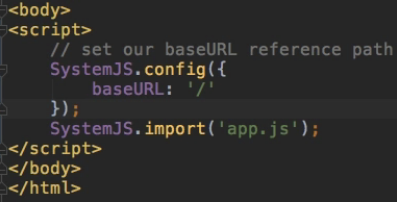 <body>
<script>
// set our baseURL reference path
SystemJS.config({
baseURL: '/'
});
SystemJS.import('app.js');
</script>
</body>
</html>